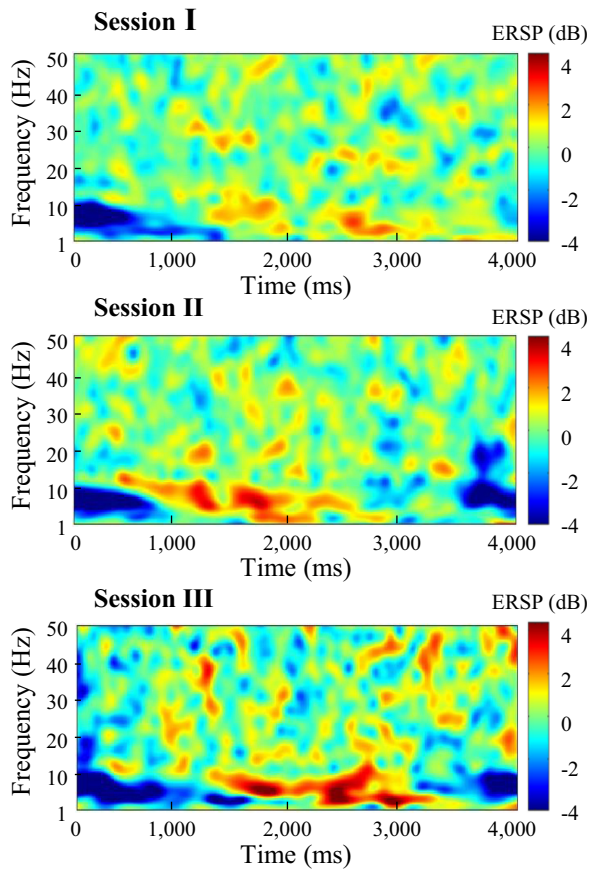 Session I
ERSP (dB)
Frequency (Hz)
50
40
30
20
10
1
4
2
0
-2
-4
0 1,000 2,000 3,000 4,000
Time (ms)
Session II
ERSP (dB)
Frequency (Hz)
50
40
30
20
10
1
4
2
0
-2
-4
0 1,000 2,000 3,000 4,000
Time (ms)
Session III
ERSP (dB)
Frequency (Hz)
50
40
30
20
10
1
4
2
0
-2
-4
0 1,000 2,000 3,000 4,000
Time (ms)